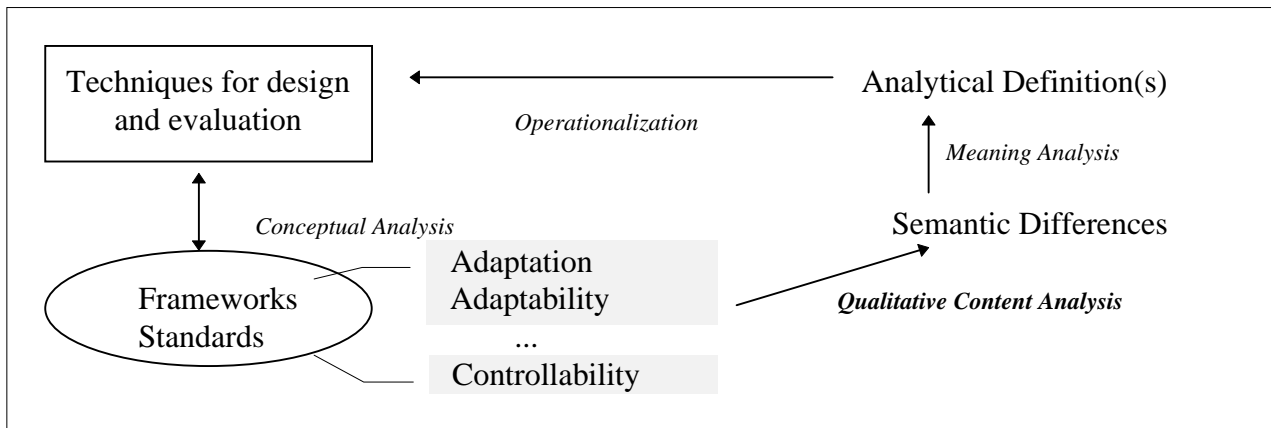 Techniques for design
and evaluation
Analytical Definition(s)
Operationalization
Meaning Analysis
Conceptual Analysis
Semantic Differences
Adaptation
Adaptability
...
Controllability
Frameworks
Standards
Qualitative Content Analysis